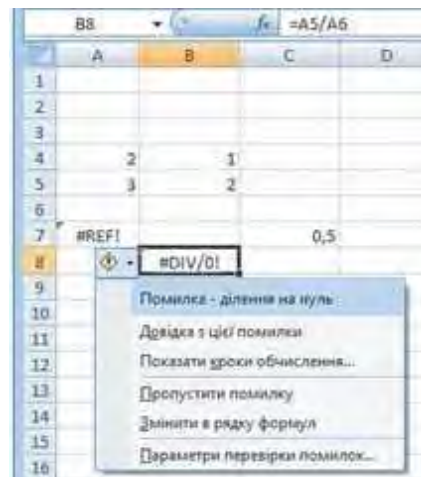 B8 fx =A5/A6
A B C D
1
2
3
4 2 1
5 3 2
6
7 #REF! 0,5
8 #DIV/0!
9
10 Помилка - ділення на нуль
11 Довідка з цієї помилки
12 Показати кроки обчислення...
13 Пропустити помилку
14 Змінити в рядку формул
15 Параметри перевірки помилок...
16